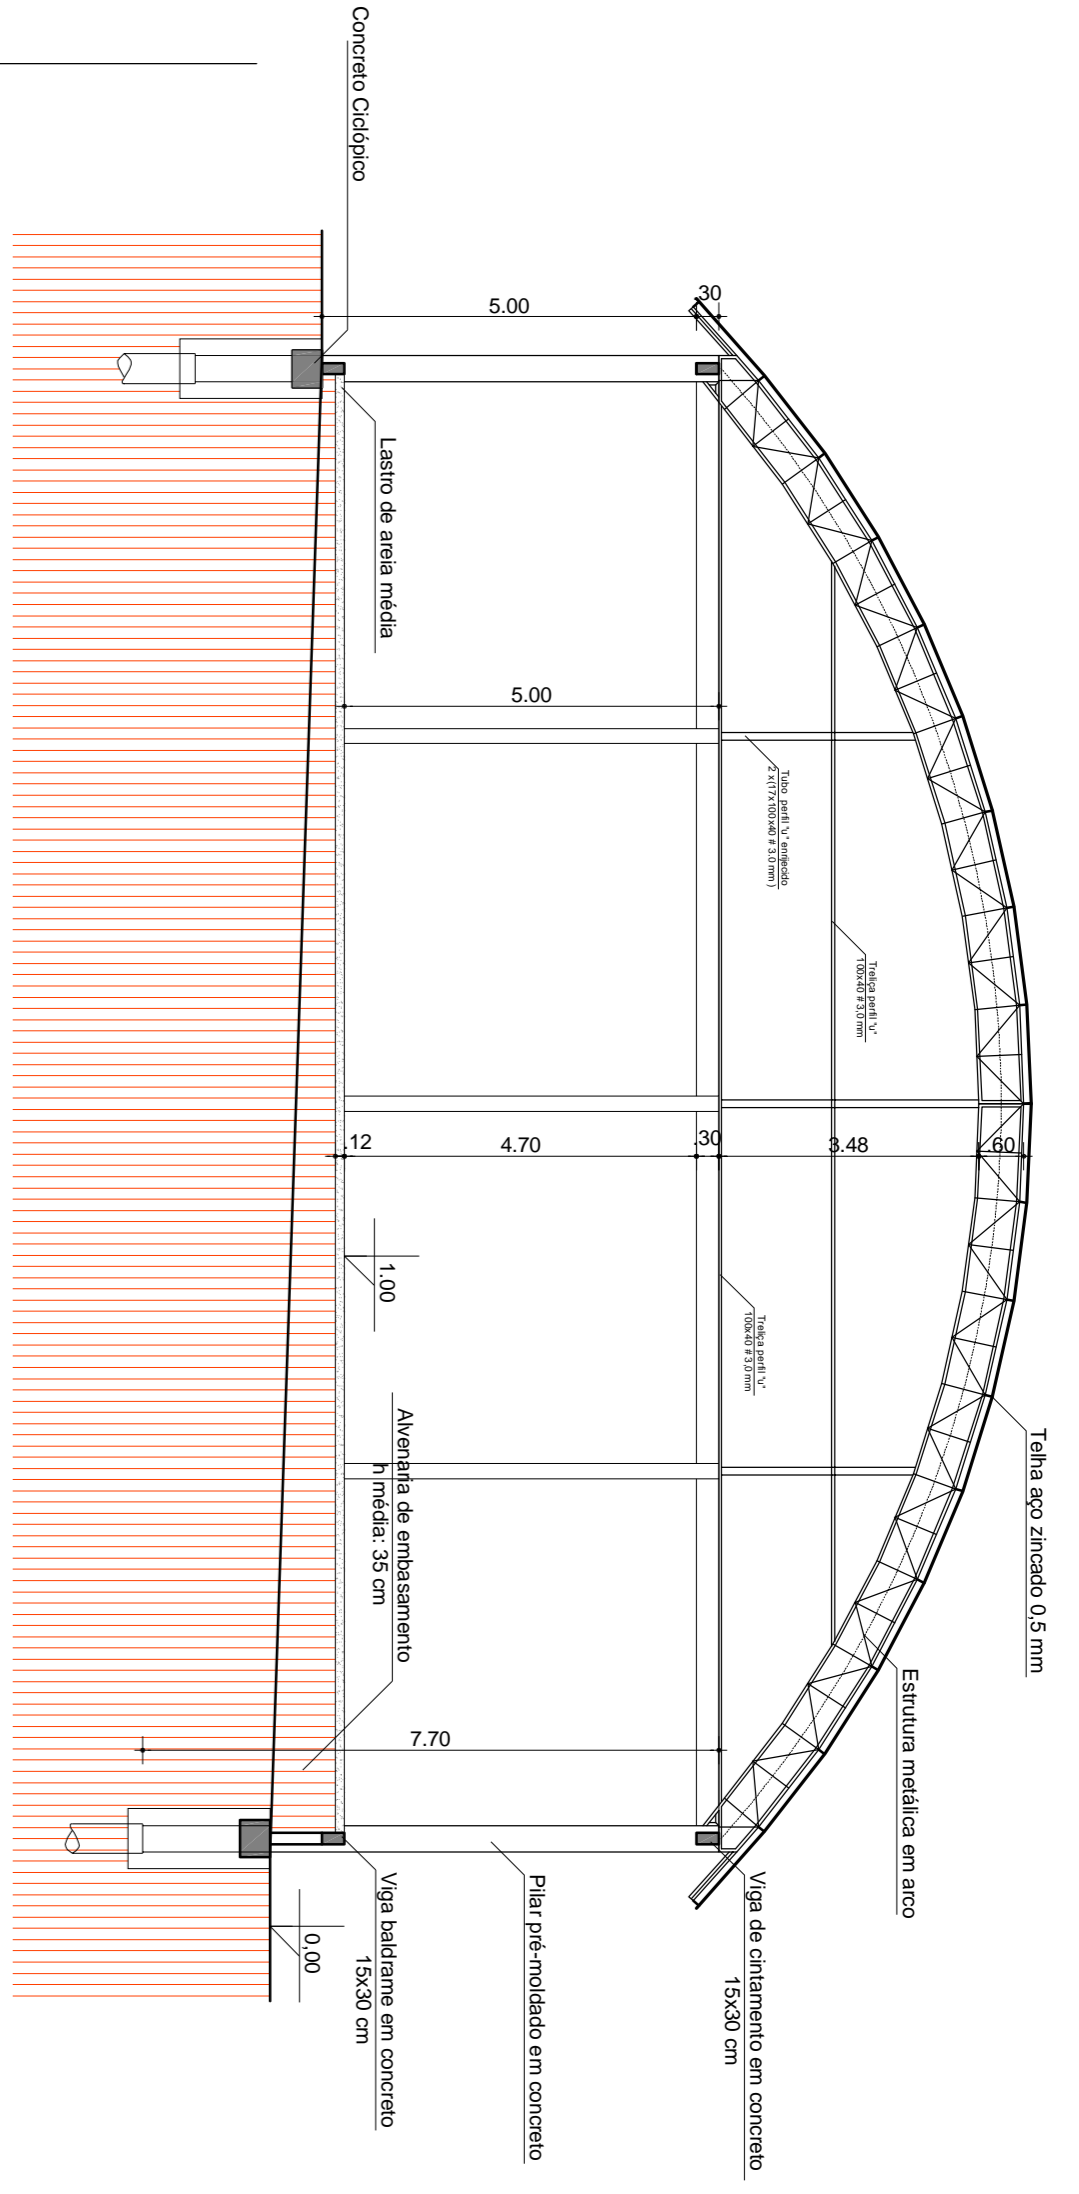 Telha aço zincado 0,5 mm
Estrutura metálica em arco
Viga de cintamento em concreto
15x30 cm
Pilar pré-moldado em concreto
Viga baldrame em concreto
15x30 cm
0,00
Treliça perfil "u"
100x40 # 3,0 mm
Treliça perfil "u"
100x40 # 3,0 mm
Tubo perfil "u" enrijecido
2 x(17x100x40 # 3.0 mm )
.60
3.48
.30
4.70
.12
30
5.00
5.00
7.70
1.00
Alvenaria de embasamento
h média: 35 cm
Lastro de areia média
Concreto Ciclópico